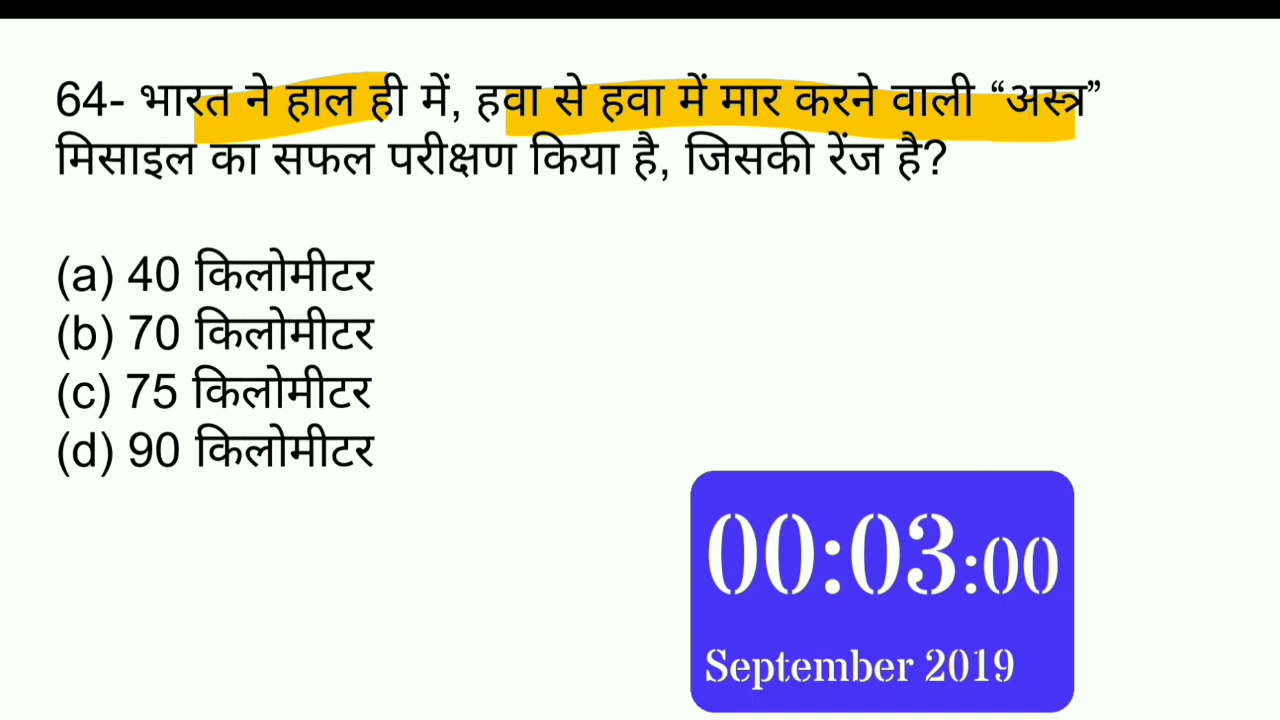 64- भारत ने हाल ही में, हवा से हवा में मार करने वाली “अस्त्र”
मिसाइल का सफल परीक्षण किया है, जिसकी रेंज है?
(a) 40 किलोमीटर
(b) 70 किलोमीटर
(c) 75 किलोमीटर
(d) 90 किलोमीटर
00:03:00
September 2019